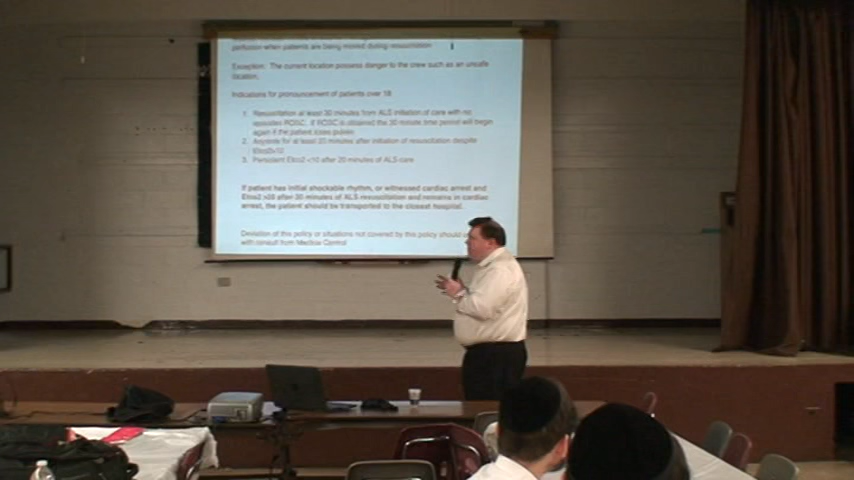 perfusion when patients are being moved during resuscitation
Exception: The current location possess danger to the crew such as an unsafe
location.
Indications for pronouncement of patients over 18
1. Resuscitation at least 30 minutes from ALS initiation of care with no
episodes ROSC. If ROSC is obtained the 30 minute time period will begin
again if the patient loses pulses
2. Asystole for at least 20 minutes after initiation of resuscitation despite
3. Persistent Etco2 <10 after 20 minutes of ALS care
If patient has initial shockable rhythm, or witnessed cardiac arrest and
Etco2 >20 after 30 minutes of ALS resuscitation and remains in cardiac
arrest, the patient should be transported to the closest hospital.
Deviation of this policy or situations not covered by this policy should
with consult from Medical Control